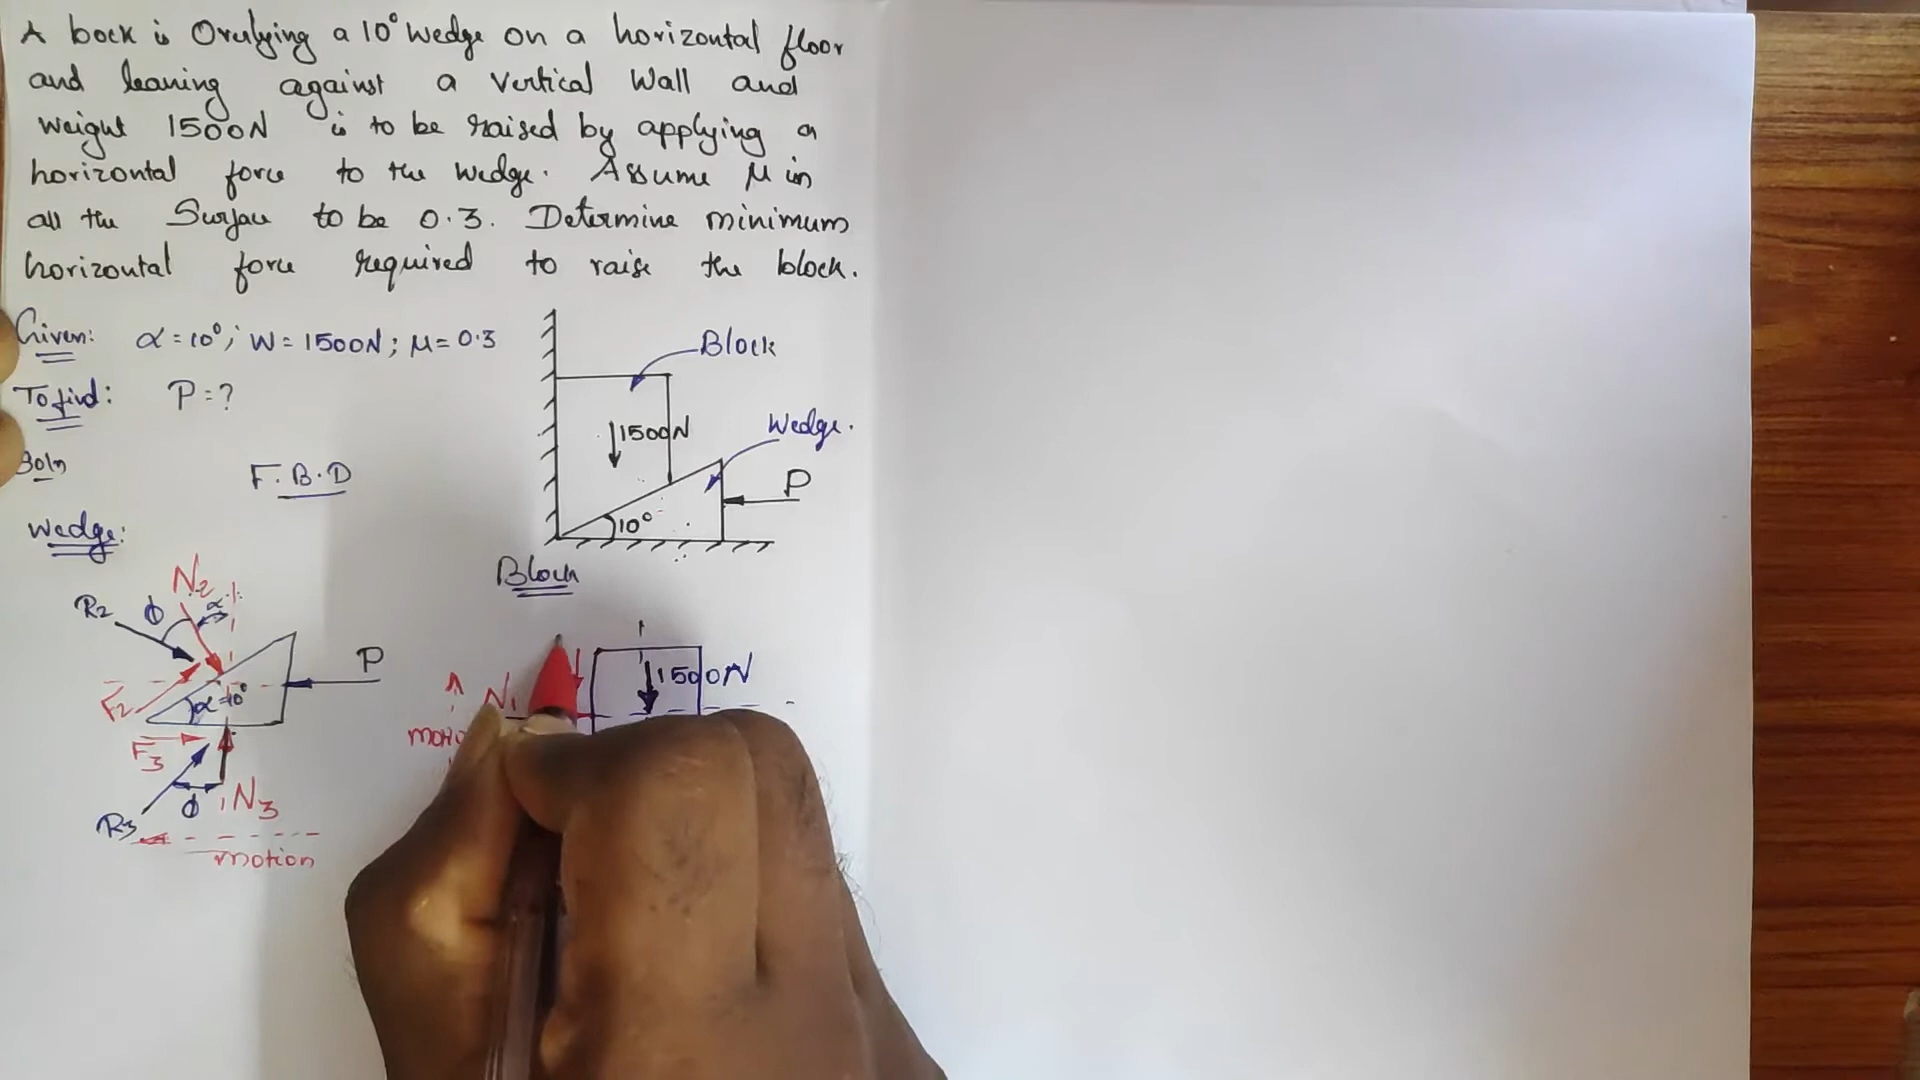 A bock is Overlying a 10° Wedge on a horizontal floor
and leaning against a Vertical Wall and
weight 1500N is to be raised by applying a
horizontal force to the wedge. Assume μ in
all the Surface to be 0.3. Determine minimum
horizontal force required to raise the block.
Given: α = 10°; W = 1500N; μ = 0.3
To find: P = ?
Soln
F.B.D
Block
1500N
Wedge.
P
10°
Wedge:
N2
R2
ϕ
α
P
F2
α=10°
F3
ϕ
N3
R3
motion
Block
1500N
N1